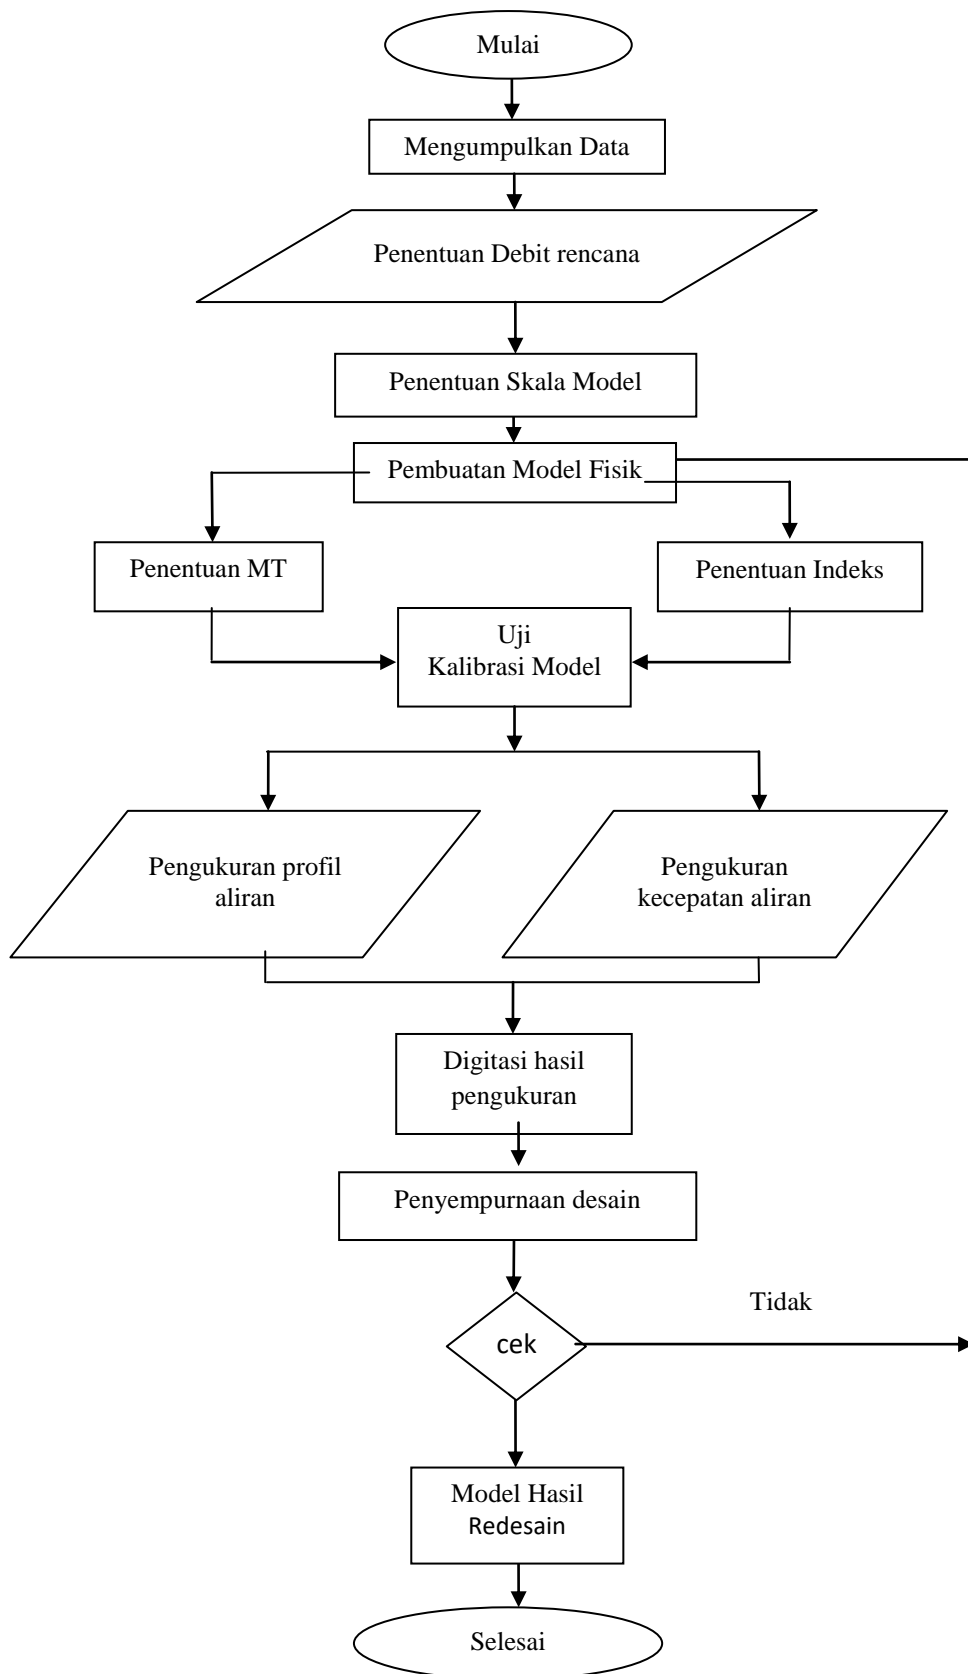 Mulai
Mengumpulkan Data
Penentuan Debit rencana
Penentuan Skala Model
Pembuatan Model Fisik
Penentuan MT
Penentuan Indeks
Uji
Kalibrasi Model
Pengukuran profil
aliran
Pengukuran
kecepatan aliran
Digitasi hasil
pengukuran
Penyempurnaan desain
Tidak
cek
Model Hasil
Redesain
Selesai